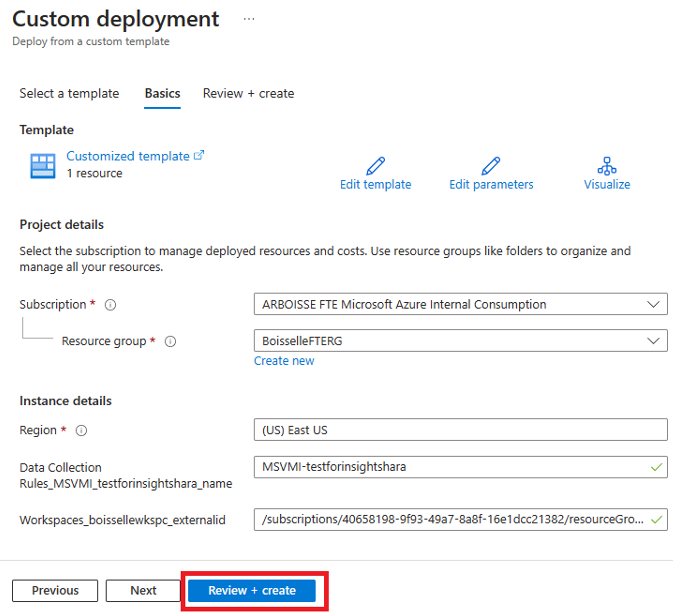 Custom deployment ...
Deploy from a custom template
Select a template Basics Review + create
Template
Customized template
1 resource
Edit template Edit parameters Visualize
Project details
Select the subscription to manage deployed resources and costs. Use resource groups like folders to organize and
manage all your resources.
Subscription * ARBOISSE FTE Microsoft Azure Internal Consumption
Resource group * BoisselleFTERG
Create new
Instance details
Region * (US) East US
Data Collection
Rules_MSVMI_testforinsightshara_name
MSVMI-testforinsightshara
Workspaces_boissellewkspc_externalid /subscriptions/40658198-9f93-49a7-8a8f-16e1dcc21382/resourceGro...
Previous Next Review + create